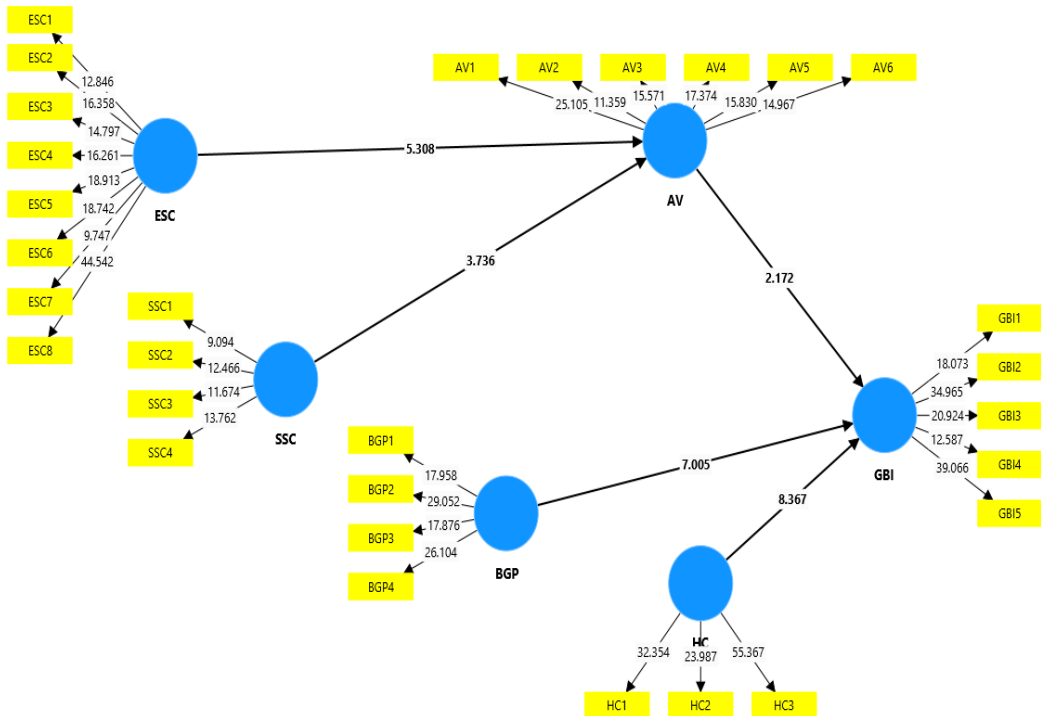 ESC1
ESC2
ESC3
ESC4
ESC5
ESC6
ESC7
ESC8
12.846
16.358
14.797
16.261
18.913
18.742
9.747
44.542
ESC
5.308
AV1
AV2
AV3
AV4
AV5
AV6
25.105
11.359
15.571
17.374
15.830
14.967
AV
3.736
2.172
SSC1
SSC2
SSC3
SSC4
9.094
12.466
11.674
13.762
SSC
BGP1
BGP2
BGP3
BGP4
17.958
29.052
17.876
26.104
BGP
7.005
8.367
GBI
18.073
34.965
20.924
12.587
39.066
GBI1
GBI2
GBI3
GBI4
GBI5
HC
32.354
23.987
55.367
HC1
HC2
HC3